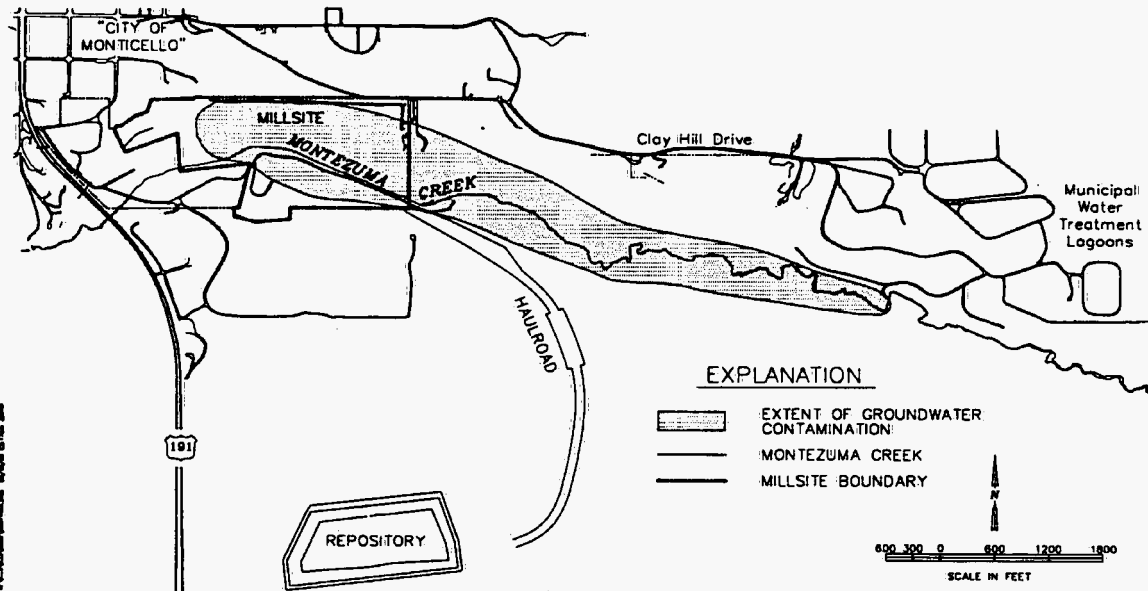 "CITY OF
MONTICELLO"
MILLSITE
MONTEZUMA
CREEK
Clay Hill Drive
Municipal
Water
Treatment
Lagoons
HAULROAD
191
REPOSITORY
EXPLANATION
EXTENT OF GROUNDWATER
CONTAMINATION
MONTEZUMA CREEK
MILLSITE BOUNDARY
N
600 300 0 600 1200 1800
SCALE IN FEET